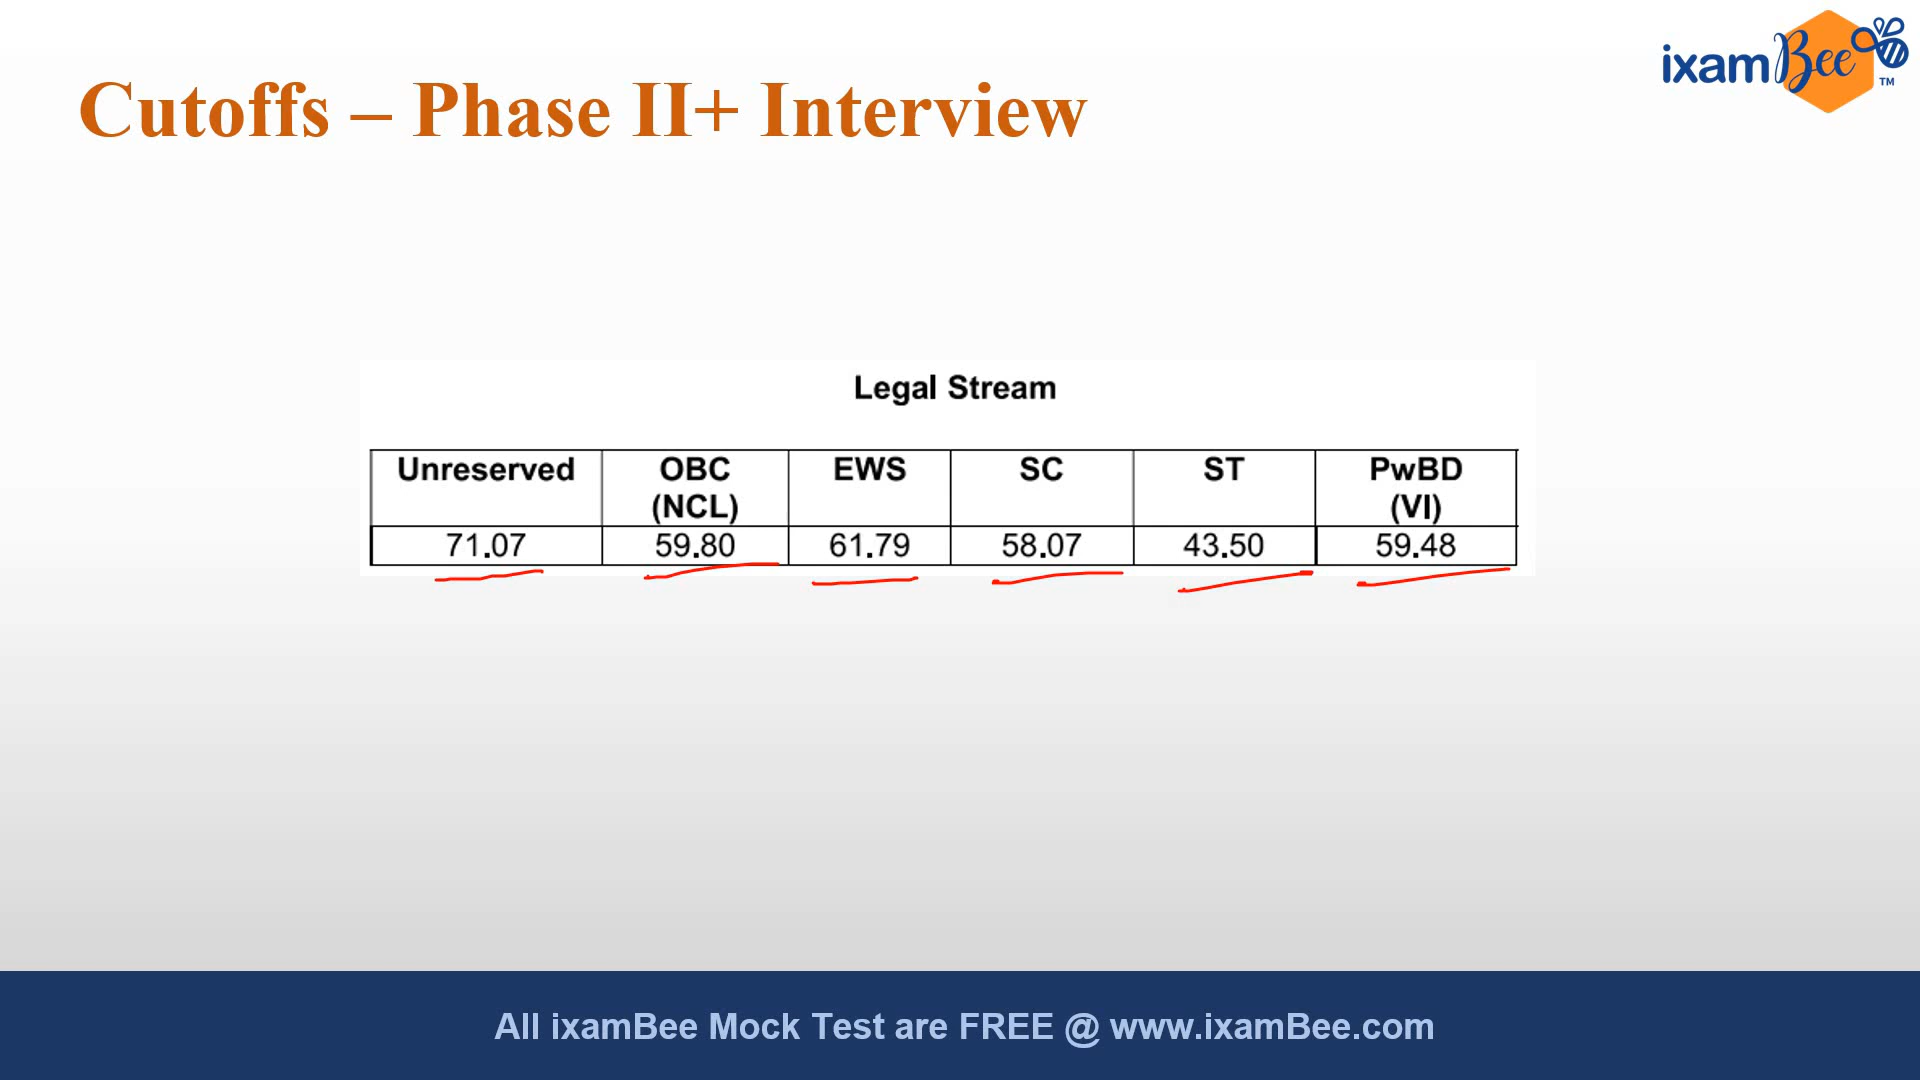 ixamBee TM
Cutoffs – Phase II+ Interview
Legal Stream
Unreserved OBC (NCL) EWS SC ST PwBD (VI)
71.07 59.80 61.79 58.07 43.50 59.48
All ixamBee Mock Test are FREE @ www.ixamBee.com